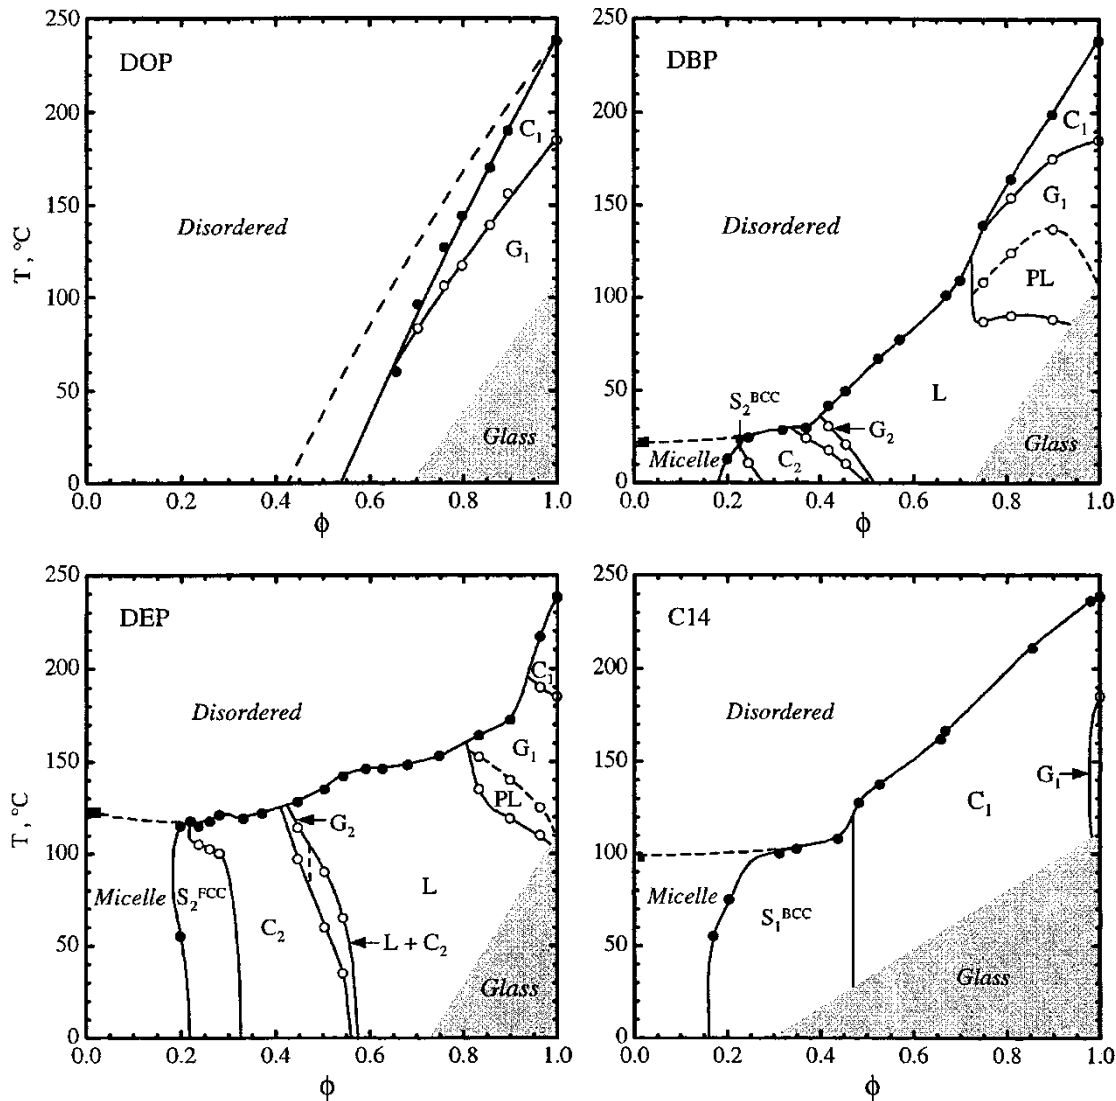 250
200
150
100
50
0
T, °C
DOP
Disordered
C₁
G₁
Glass
0.0 0.2 0.4 0.6 0.8 1.0
ϕ
250
200
150
100
50
0
DBP
Disordered
C₁
G₁
PL
L
S₂ᴮᶜᶜ
G₂
Micelle
C₂
Glass
0.0 0.2 0.4 0.6 0.8 1.0
ϕ
250
200
150
100
50
0
T, °C
DEP
Disordered
C₁
G₁
PL
G₂
L
Micelle
S₂ᶠᶜᶜ
C₂
L + C₂
Glass
0.0 0.2 0.4 0.6 0.8 1.0
ϕ
250
200
150
100
50
0
C14
Disordered
G₁
C₁
Micelle
S₁ᴮᶜᶜ
Glass
0.0 0.2 0.4 0.6 0.8 1.0
ϕ